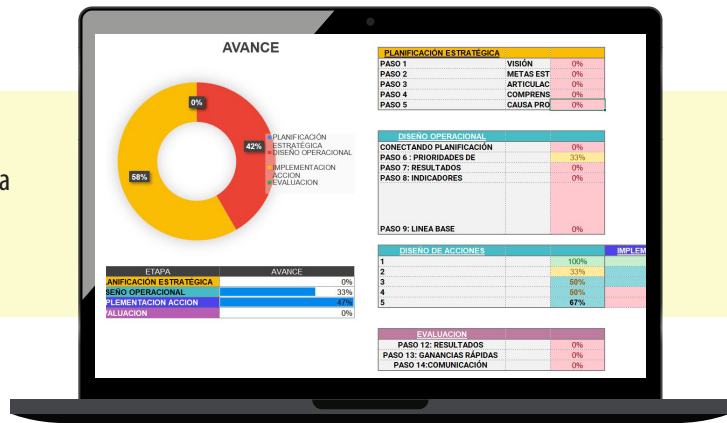 a
AVANCE
0%
42%
58%
PLANIFICACIÓN
ESTRATÉGICA
DISEÑO OPERACIONAL
IMPLEMENTACION
ACCION
EVALUACION
ETAPA AVANCE
ANIFICACIÓN ESTRATÉGICA 0%
SEÑO OPERACIONAL 33%
PLEMENTACION ACCION 47%
VALUACION 0%
PLANIFICACIÓN ESTRATÉGICA
PASO 1 VISIÓN 0%
PASO 2 METAS EST 0%
PASO 3 ARTICULAC 0%
PASO 4 COMPRENS 0%
PASO 5 CAUSA PRO 0%
DISEÑO OPERACIONAL
CONECTANDO PLANIFICACIÓN 0%
PASO 6 : PRIORIDADES DE 33%
PASO 7: RESULTADOS 0%
PASO 8: INDICADORES 0%
PASO 9: LINEA BASE 0%
DISEÑO DE ACCIONES IMPLEM
1 100%
2 33%
3 50%
4 50%
5 67%
EVALUACION
PASO 12: RESULTADOS 0%
PASO 13: GANANCIAS RÁPIDAS 0%
PASO 14:COMUNICACIÓN 0%